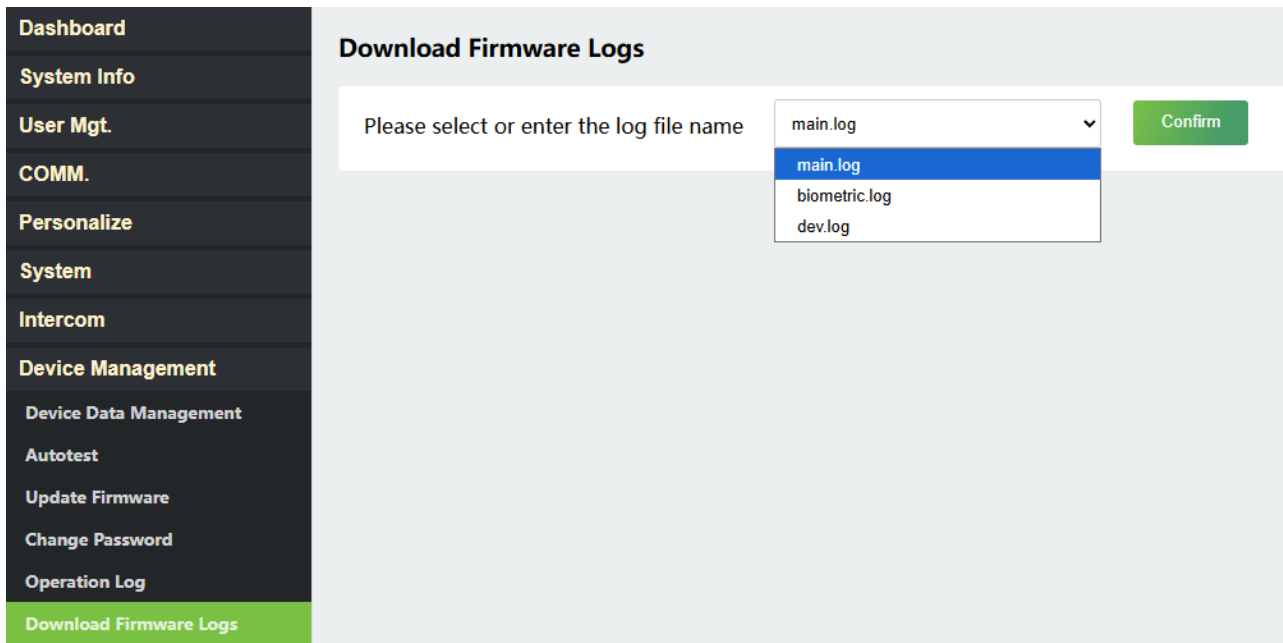 Dashboard
System Info
User Mgt.
COMM.
Personalize
System
Intercom
Device Management
Device Data Management
Autotest
Update Firmware
Change Password
Operation Log
Download Firmware Logs
Download Firmware Logs
Please select or enter the log file name
main.log
Confirm
main.log
biometric.log
dev.log